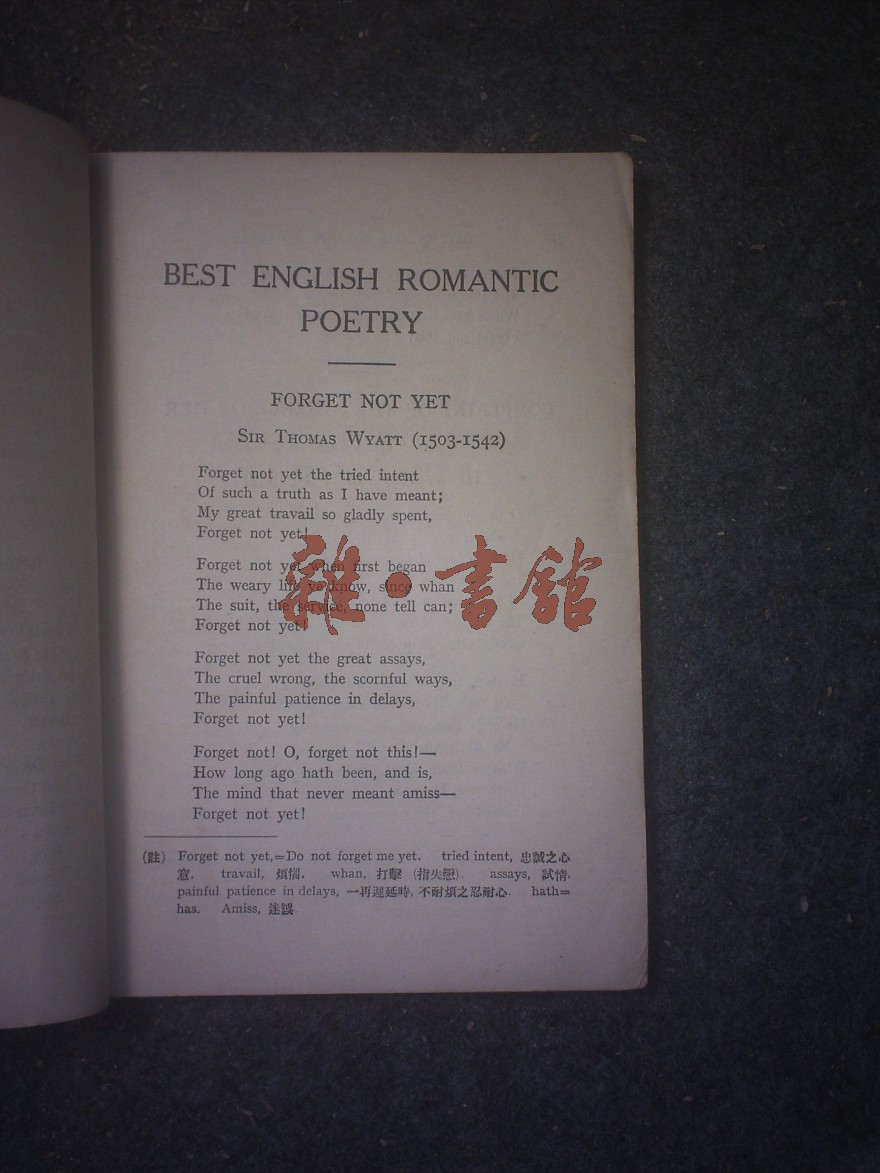 BEST ENGLISH ROMANTIC
POETRY
FORGET NOT YET
SIR THOMAS WYATT (1503-1542)
Forget not yet the tried intent
Of such a truth as I have meant;
My great travail so gladly spent,
Forget not yet!
Forget not yet when first began
The weary life ye know, since whan
The suit, the service, none tell can;
Forget not yet!
雜·書館
Forget not yet the great assays,
The cruel wrong, the scornful ways,
The painful patience in delays,
Forget not yet!
Forget not! O, forget not this!—
How long ago hath been, and is,
The mind that never meant amiss—
Forget not yet!
(註) Forget not yet,=Do not forget me yet. tried intent, 忠誠之心
意. travail, 煩惱. whan, 打擊 (指失戀). assays, 試情.
painful patience in delays, 一再遲延時, 不耐煩之忍耐心. hath=
has. Amiss, 迷誤.